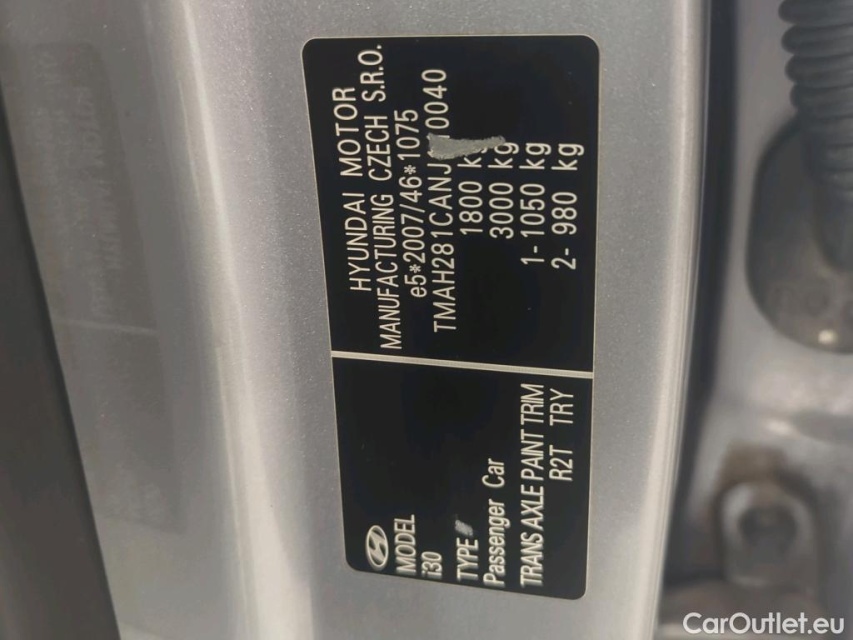 HYUNDAI MOTOR
MANUFACTURING CZECH S.R.O.
e5*2007/46*1075
TMAH281CANJ 0040
1800 kg
3000 kg
1- 1050 kg
2- 980 kg
MODEL
i30
TYPE
Passenger Car
TRANS AXLE PAINT TRIM
R2T TRY
CarOutlet.eu